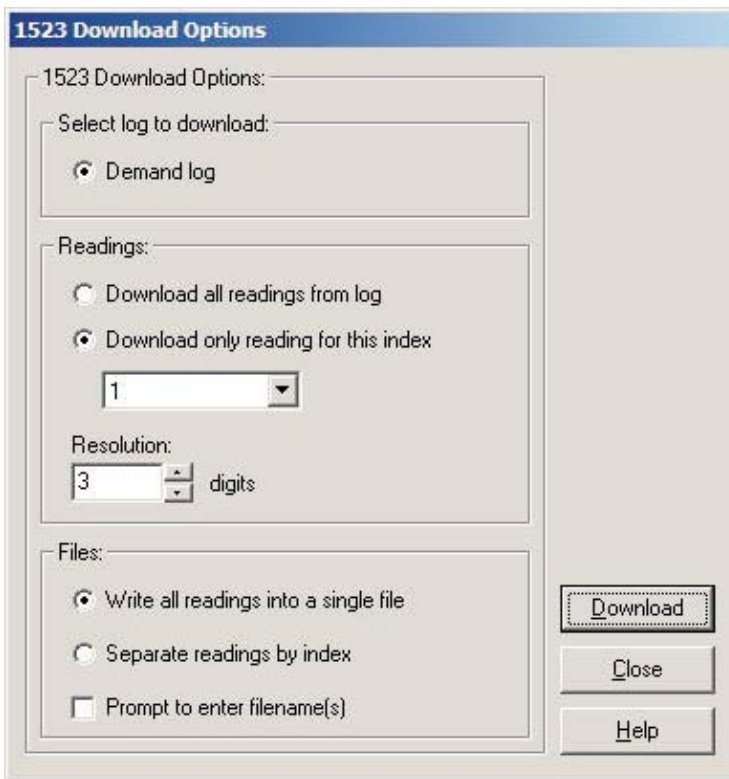 1523 Download Options
1523 Download Options:
Select log to download:
Demand log
Readings:
Download all readings from log
Download only reading for this index
1
Resolution:
3 digits
Files:
Write all readings into a single file
Separate readings by index
Prompt to enter filename(s)
Download
Close
Help